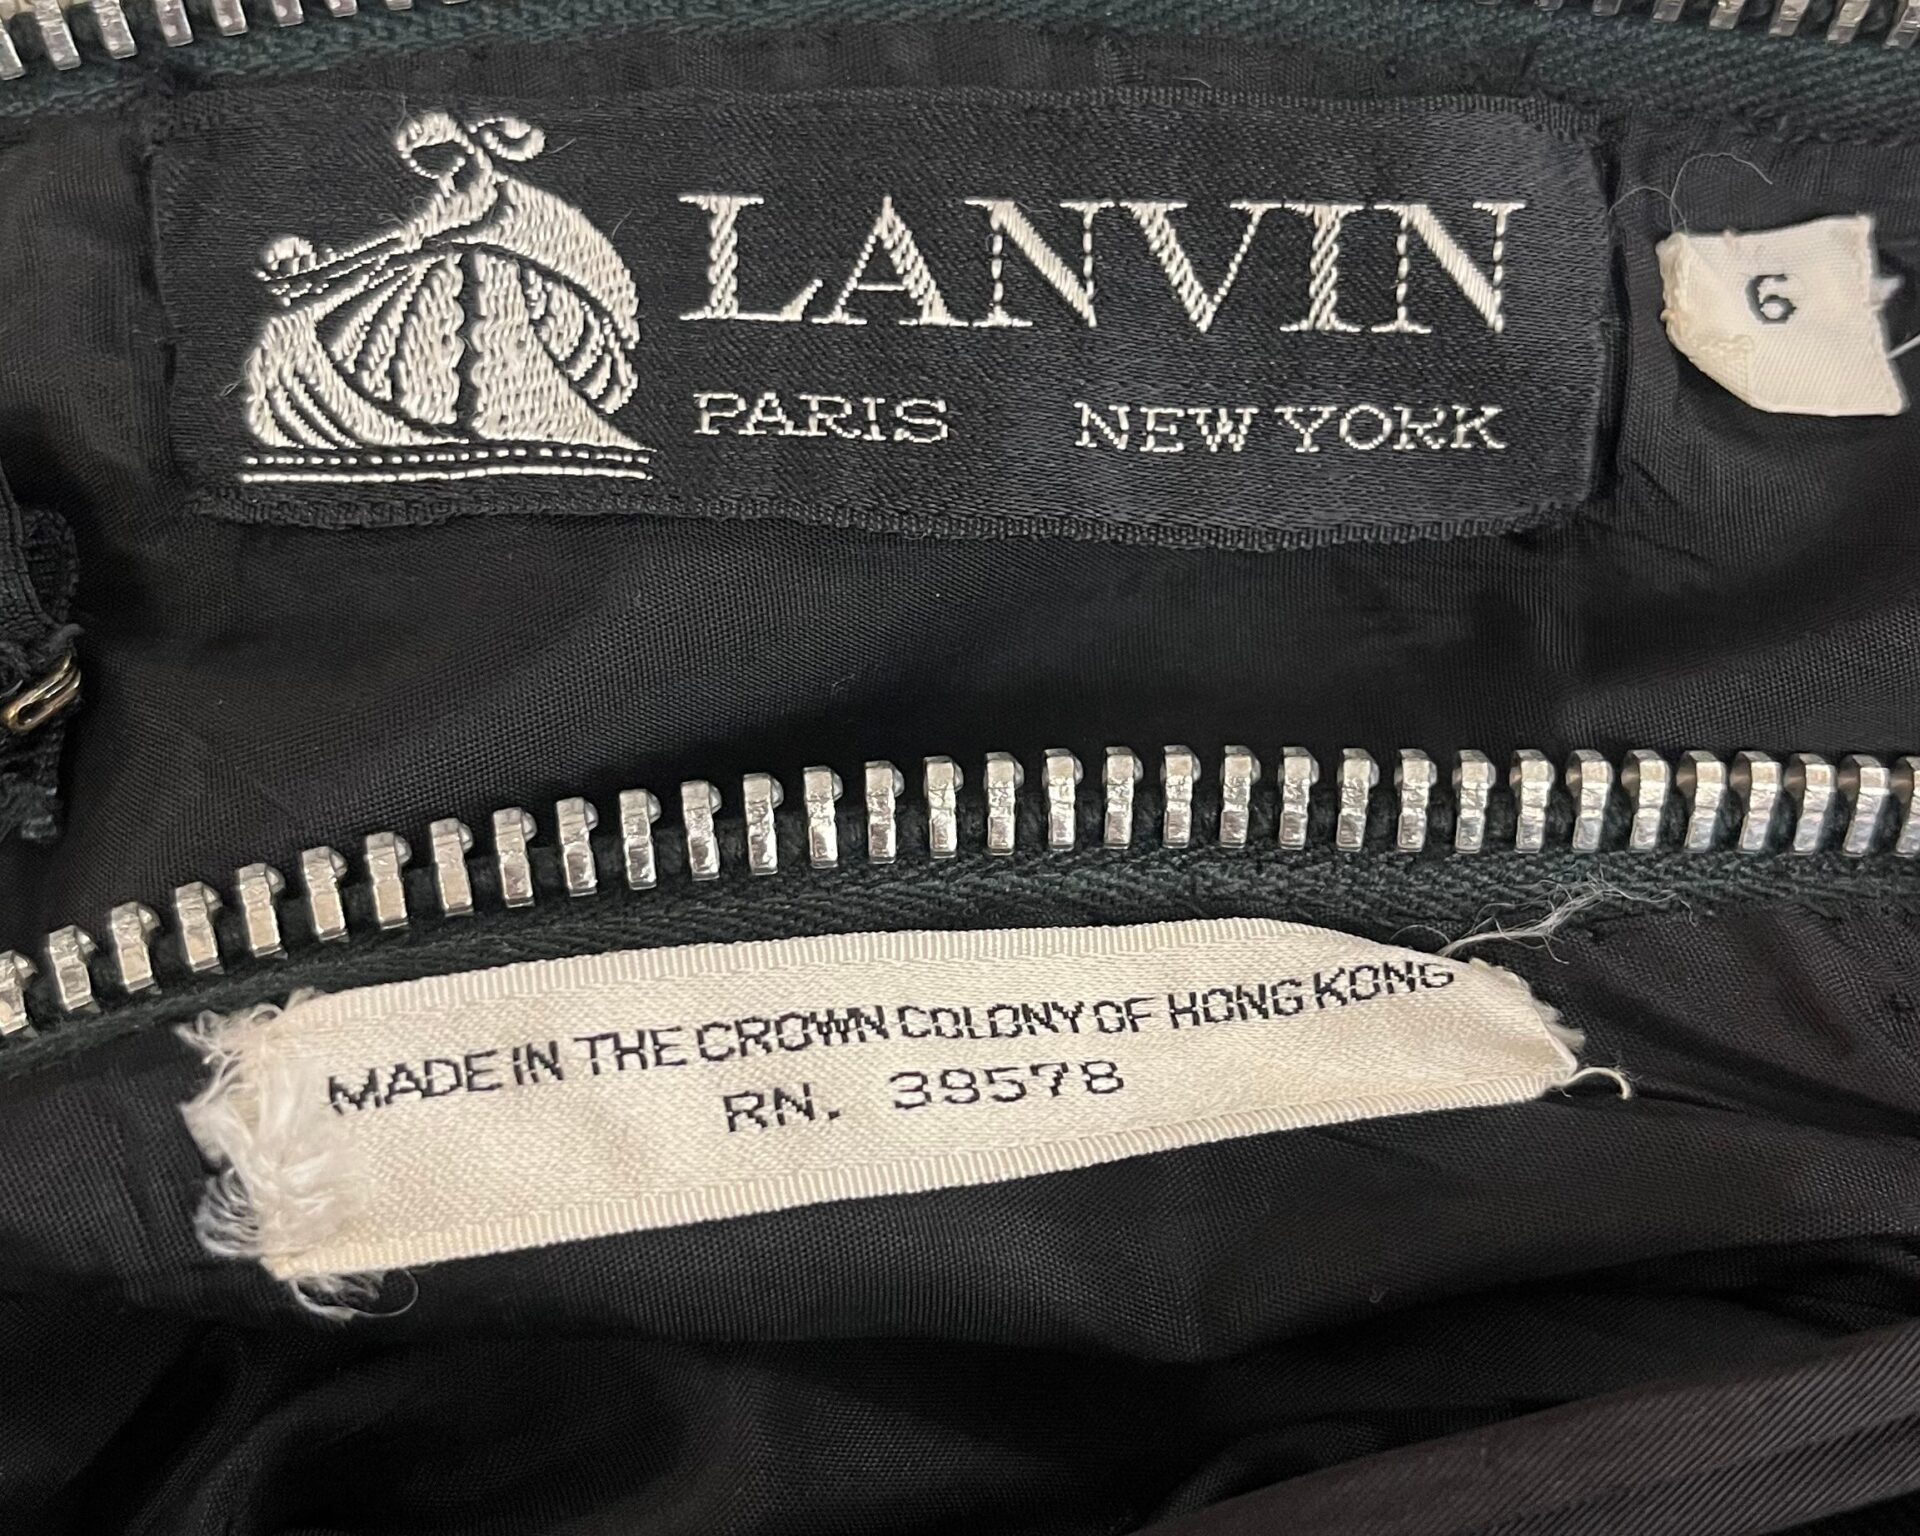 LANVIN
PARIS NEW YORK
6
MADE IN THE CROWN COLONY OF HONG KONG
RN. 39578